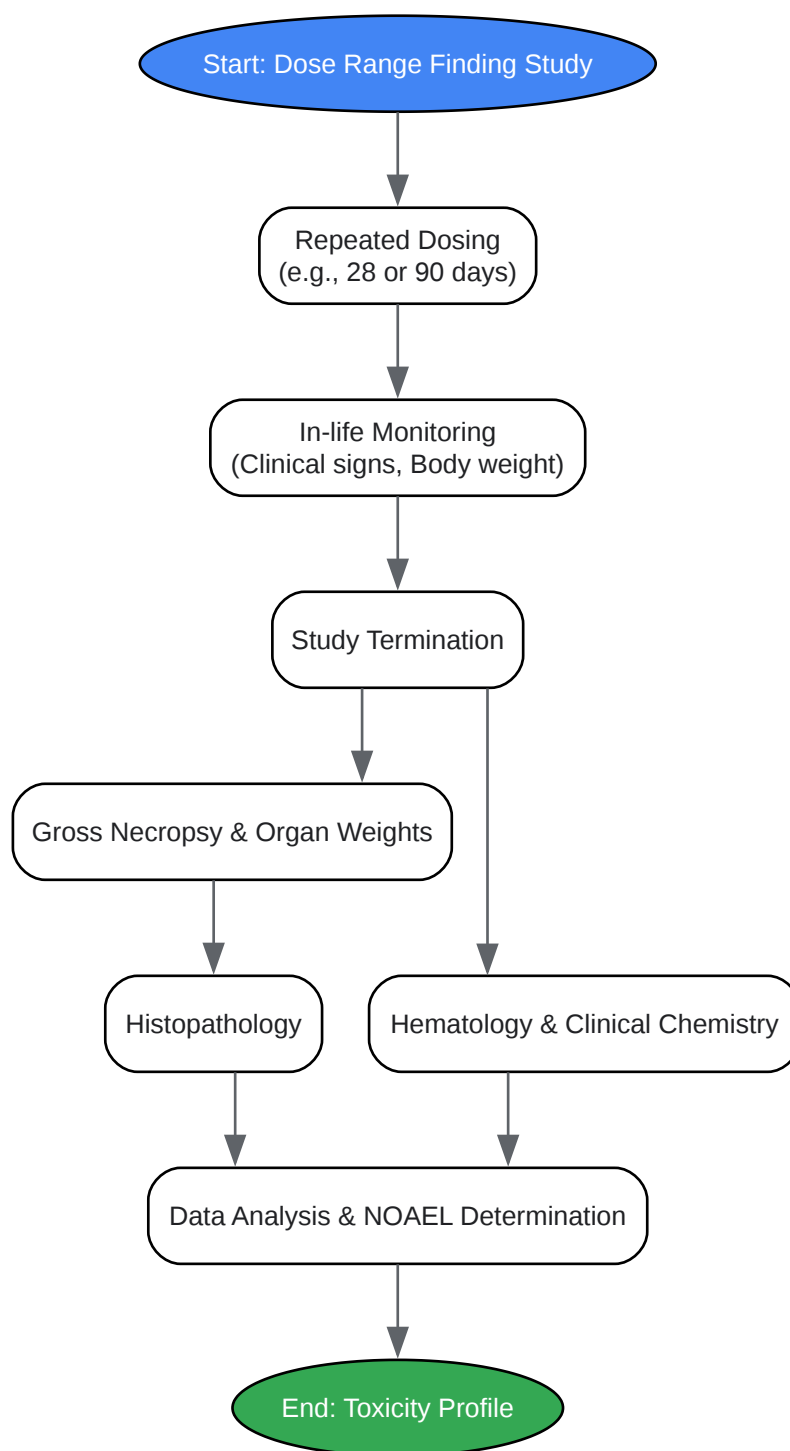 Start: Dose Range Finding Study
Repeated Dosing
(e.g., 28 or 90 days)
In-life Monitoring
(Clinical signs, Body weight)
Study Termination
Gross Necropsy & Organ Weights
Histopathology
Hematology & Clinical Chemistry
Data Analysis & NOAEL Determination
End: Toxicity Profile